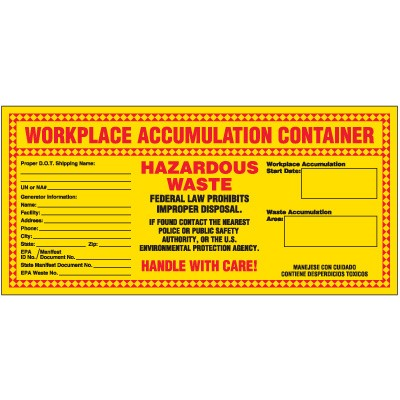 WORKPLACE ACCUMULATION CONTAINER
Proper D.O.T. Shipping Name:
UN or NA#
Generator Information:
Name:
Facility:
Address:
Phone:
City:
State: Zip:
EPA /Manifest
ID No./ Document No.
State Manifest Document No.
EPA Waste No.
HAZARDOUS
WASTE
FEDERAL LAW PROHIBITS
IMPROPER DISPOSAL.
IF FOUND CONTACT THE NEAREST
POLICE OR PUBLIC SAFETY
AUTHORITY, OR THE U.S.
ENVIRONMENTAL PROTECTION AGENCY.
HANDLE WITH CARE!
Workplace Accumulation
Start Date:
Waste Accumulation
Area:
MANEJESE CON CUIDADO
CONTIENE DESPERDICIOS TOXICOS